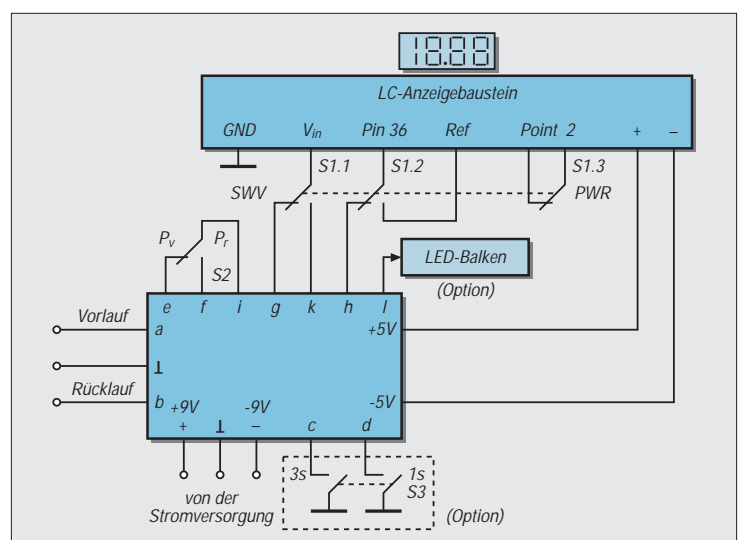 18.88
LC-Anzeigebaustein
GND Vin Pin 36 Ref Point 2 + –
S1.1 S1.2 S1.3
SWV PWR
Pv Pr
S2
LED-Balken
(Option)
e f i g k h l
Vorlauf a +5V
⊥
Rücklauf b -5V
+9V -9V
+ ⊥ – c d
3s 1s
S3
von der
Stromversorgung
(Option)